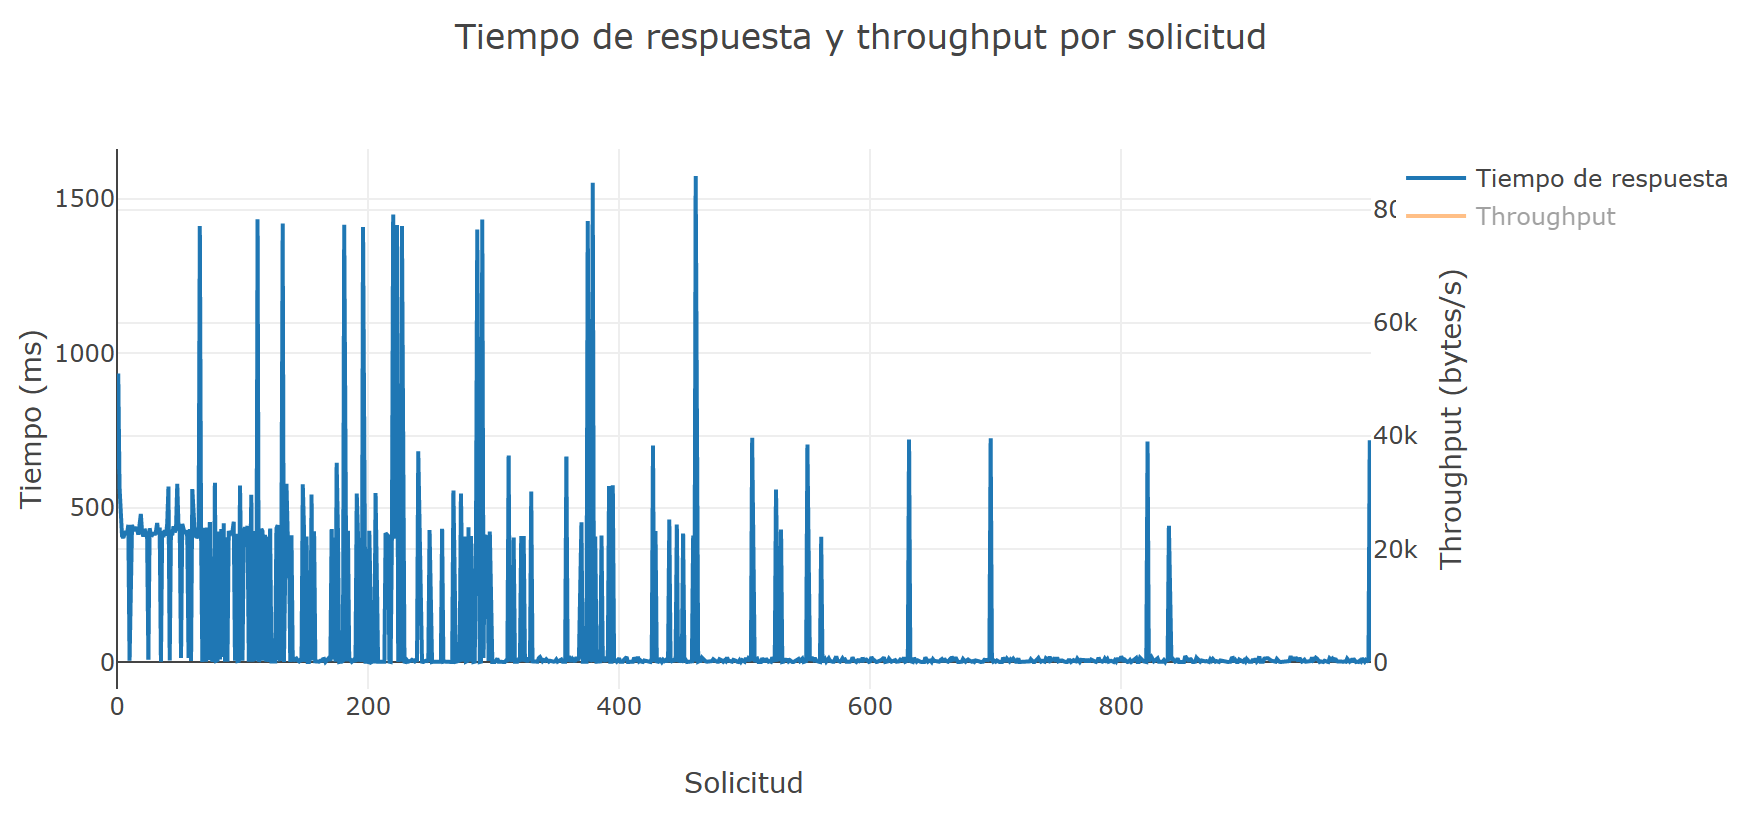 Tiempo de respuesta y throughput por solicitud
Tiempo de respuesta
Throughput
1500
1000
500
0
Tiempo (ms)
80
60k
40k
20k
0
Throughput (bytes/s)
0
200
400
600
800
Solicitud